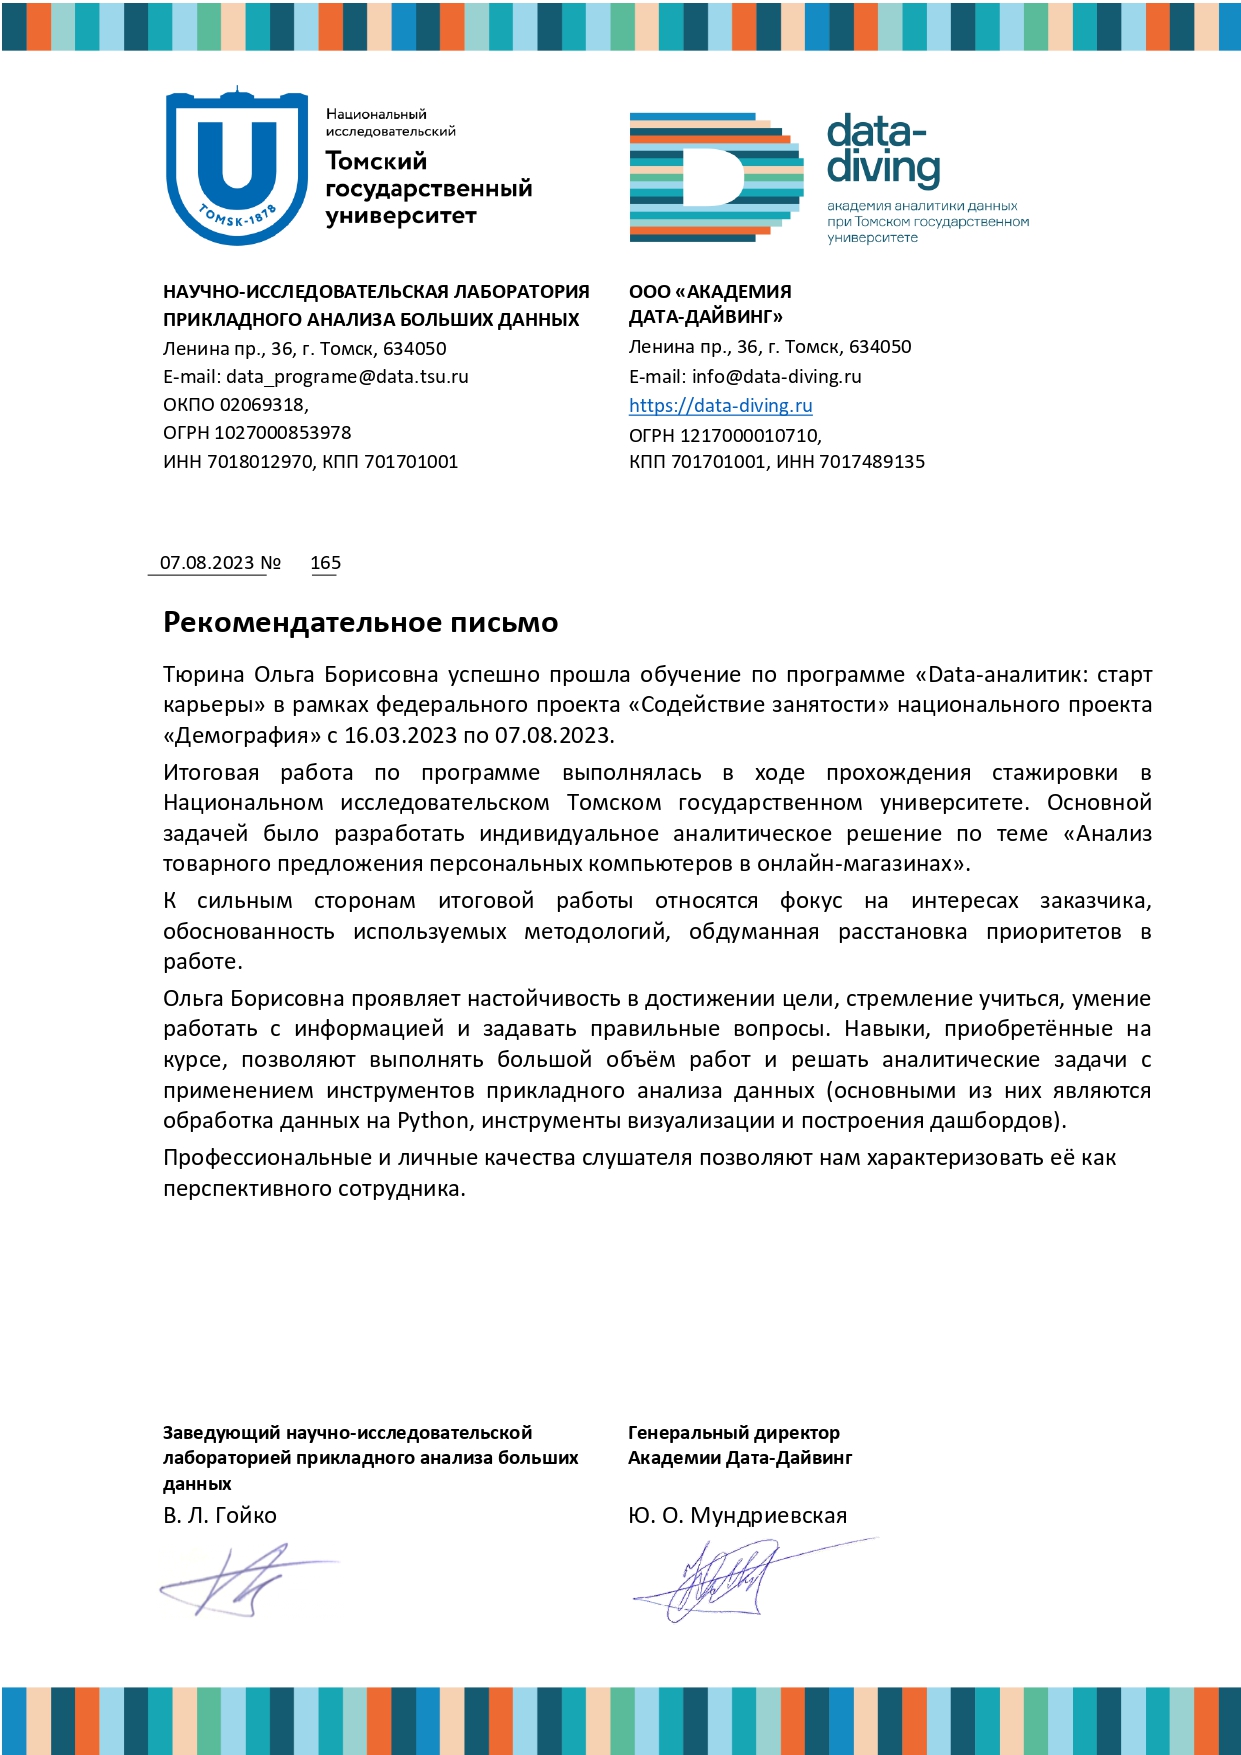 Национальный
исследовательский
Томский
государственный
университет
TOMSK-1878
data-
diving
академия аналитики данных
при Томском государственном
университете
НАУЧНО-ИССЛЕДОВАТЕЛЬСКАЯ ЛАБОРАТОРИЯ
ПРИКЛАДНОГО АНАЛИЗА БОЛЬШИХ ДАННЫХ
Ленина пр., 36, г. Томск, 634050
E-mail: data_programe@data.tsu.ru
ОКПО 02069318,
ОГРН 1027000853978
ИНН 7018012970, КПП 701701001
ООО «АКАДЕМИЯ
ДАТА-ДАЙВИНГ»
Ленина пр., 36, г. Томск, 634050
E-mail: info@data-diving.ru
https://data-diving.ru
ОГРН 1217000010710,
КПП 701701001, ИНН 7017489135
07.08.2023 № 165
Рекомендательное письмо
Тюрина Ольга Борисовна успешно прошла обучение по программе «Data-аналитик: старт
карьеры» в рамках федерального проекта «Содействие занятости» национального проекта
«Демография» с 16.03.2023 по 07.08.2023.
Итоговая работа по программе выполнялась в ходе прохождения стажировки в
Национальном исследовательском Томском государственном университете. Основной
задачей было разработать индивидуальное аналитическое решение по теме «Анализ
товарного предложения персональных компьютеров в онлайн-магазинах».
К сильным сторонам итоговой работы относятся фокус на интересах заказчика,
обоснованность используемых методологий, обдуманная расстановка приоритетов в
работе.
Ольга Борисовна проявляет настойчивость в достижении цели, стремление учиться, умение
работать с информацией и задавать правильные вопросы. Навыки, приобретённые на
курсе, позволяют выполнять большой объём работ и решать аналитические задачи с
применением инструментов прикладного анализа данных (основными из них являются
обработка данных на Python, инструменты визуализации и построения дашбордов).
Профессиональные и личные качества слушателя позволяют нам характеризовать её как
перспективного сотрудника.
Заведующий научно-исследовательской
лабораторией прикладного анализа больших
данных
В. Л. Гойко
Генеральный директор
Академии Дата-Дайвинг
Ю. О. Мундриевская